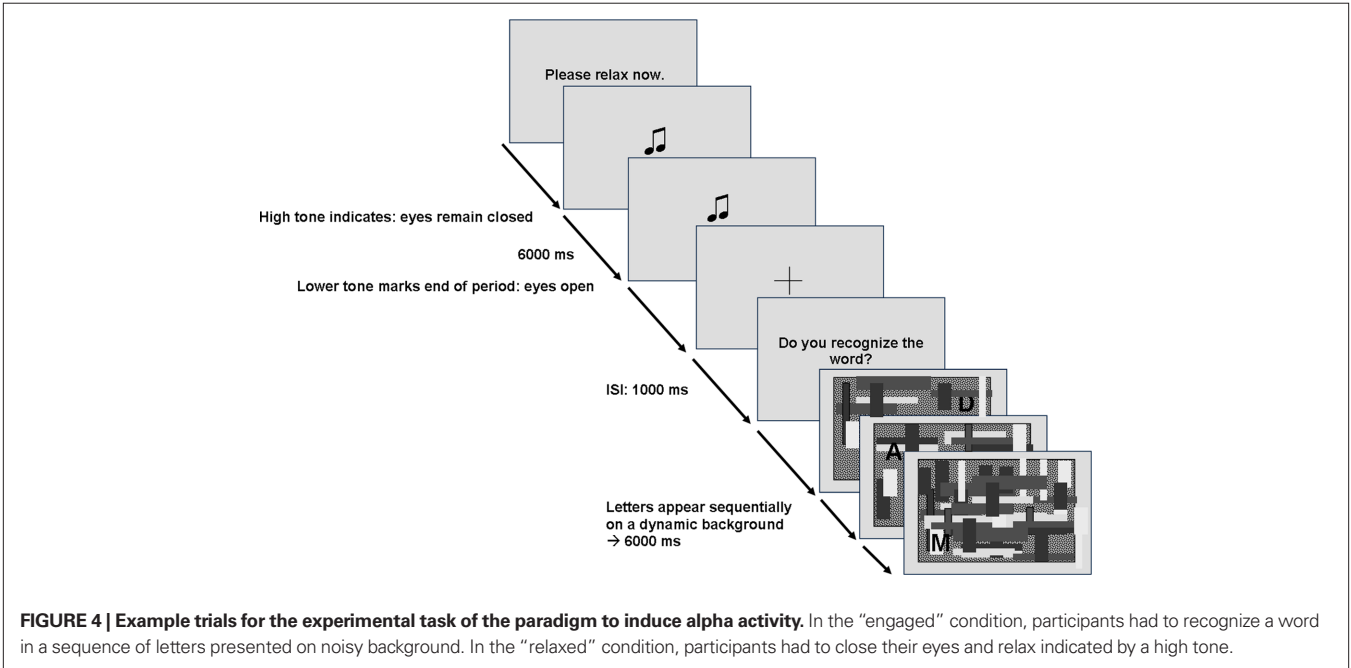 Please relax now.
High tone indicates: eyes remain closed
6000 ms
Lower tone marks end of period: eyes open
Do you recognize the
word?
ISI: 1000 ms
D
A
Letters appear sequentially
on a dynamic background
→ 6000 ms
M
FIGURE 4 | Example trials for the experimental task of the paradigm to induce alpha activity. In the “engaged” condition, participants had to recognize a word
in a sequence of letters presented on noisy background. In the “relaxed” condition, participants had to close their eyes and relax indicated by a high tone.